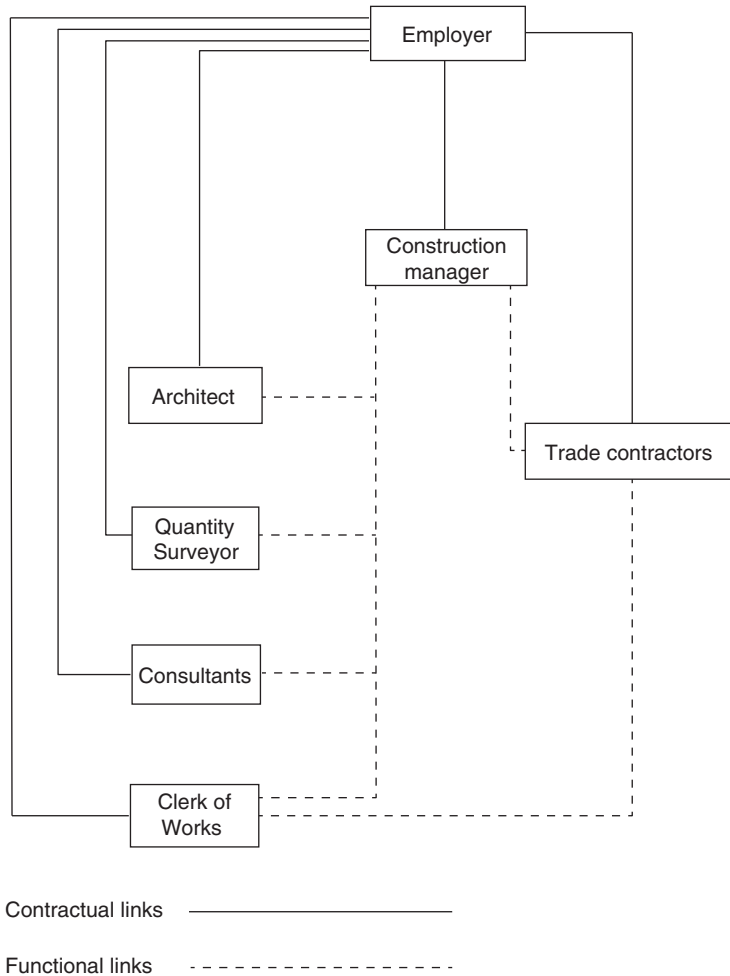 Employer
Construction
manager
Architect
Trade contractors
Quantity
Surveyor
Consultants
Clerk of
Works
Contractual links
Functional links